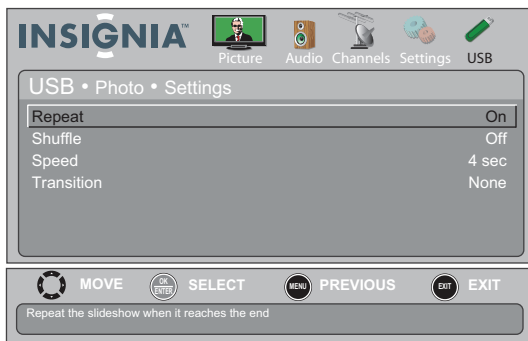 INSIGNIA™
Picture Audio Channels Settings USB
USB • Photo • Settings
Repeat On
Shuffle Off
Speed 4 sec
Transition None
MOVE OK ENTER SELECT MENU PREVIOUS EXIT EXIT
Repeat the slideshow when it reaches the end